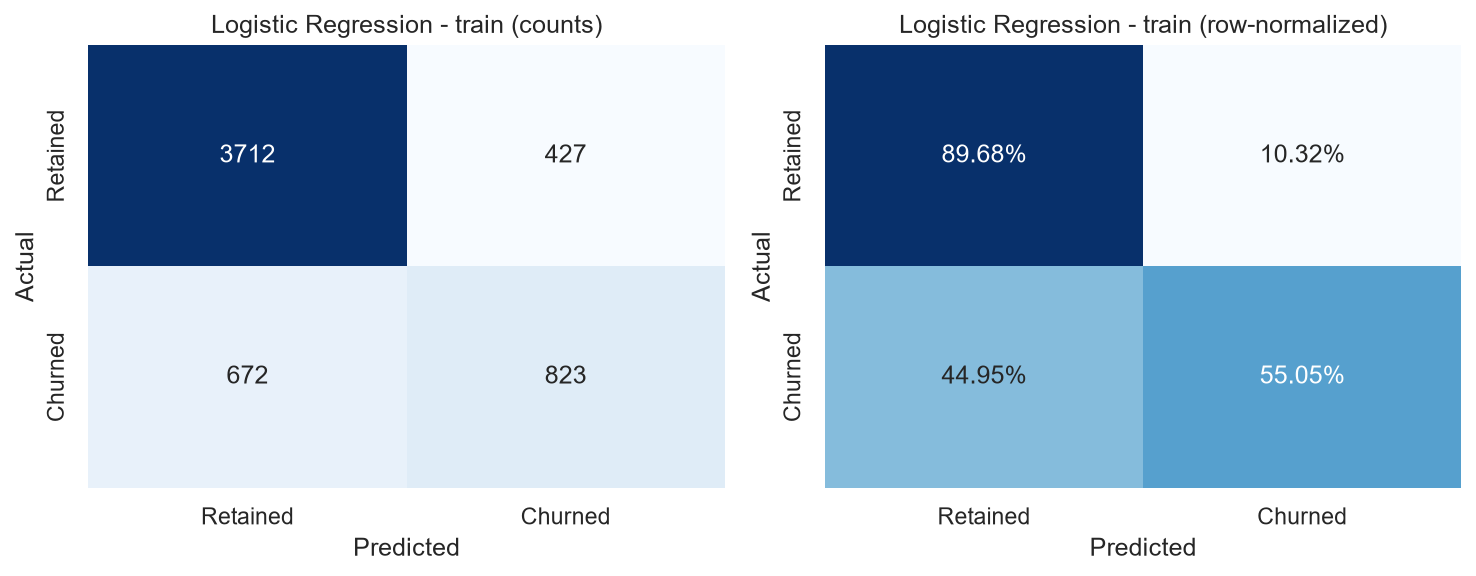 Logistic Regression - train (counts)
Actual
Retained
Churned
3712
427
672
823
Retained
Churned
Predicted
Logistic Regression - train (row-normalized)
Actual
Retained
Churned
89.68%
10.32%
44.95%
55.05%
Retained
Churned
Predicted